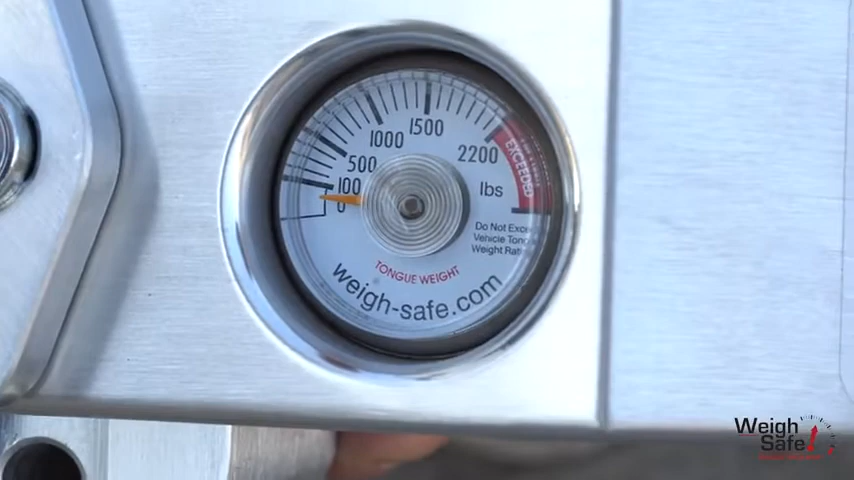 1500
1000
500
2200
100
0
lbs
EXCEEDED
Do Not Exce
Vehicle Tong
Weight Rat
TONGUE WEIGHT
weigh-safe.com
Weigh
Safe